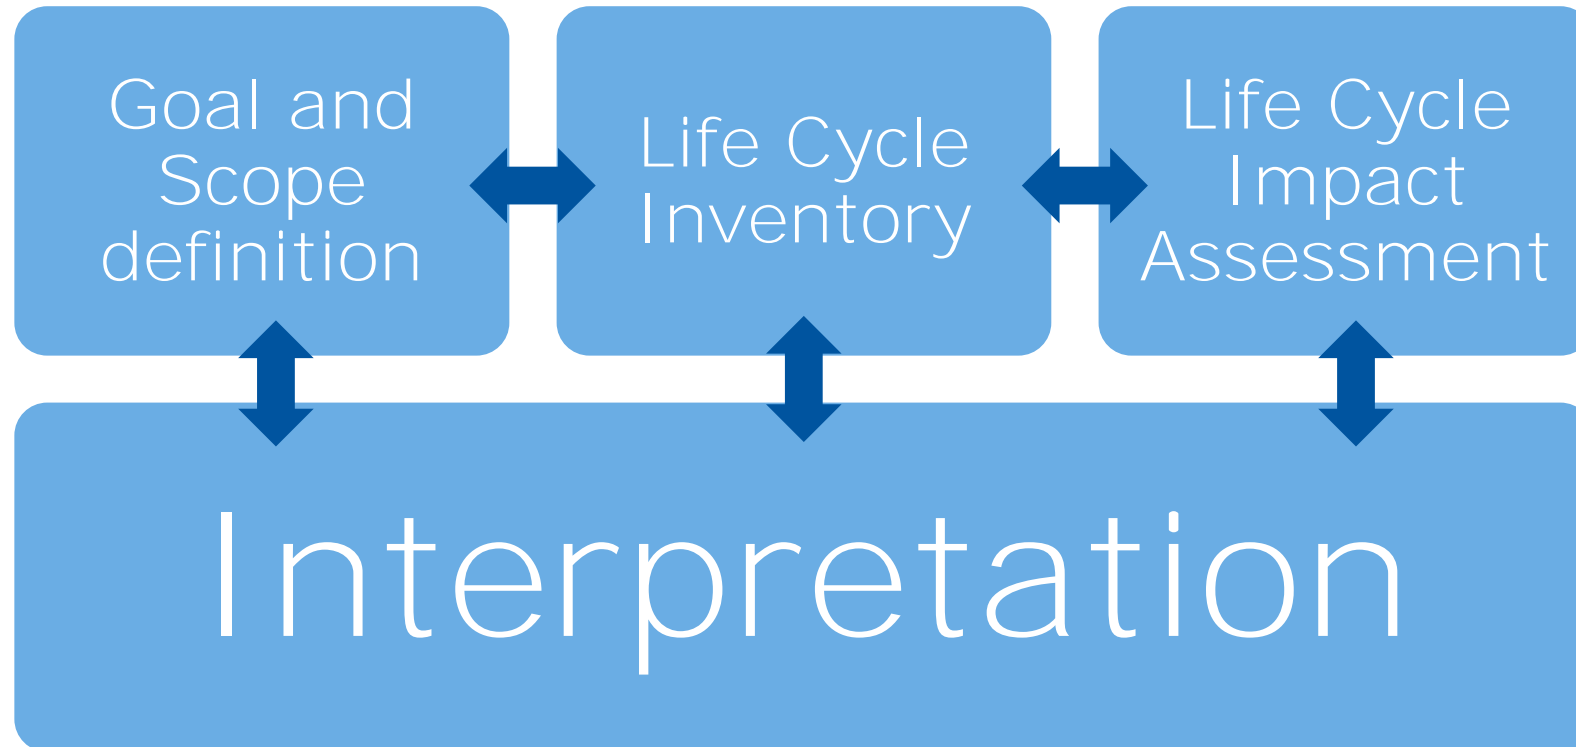 Goal and
Scope
definition
Life Cycle
Inventory
Life Cycle
Impact
Assessment
Interpretation